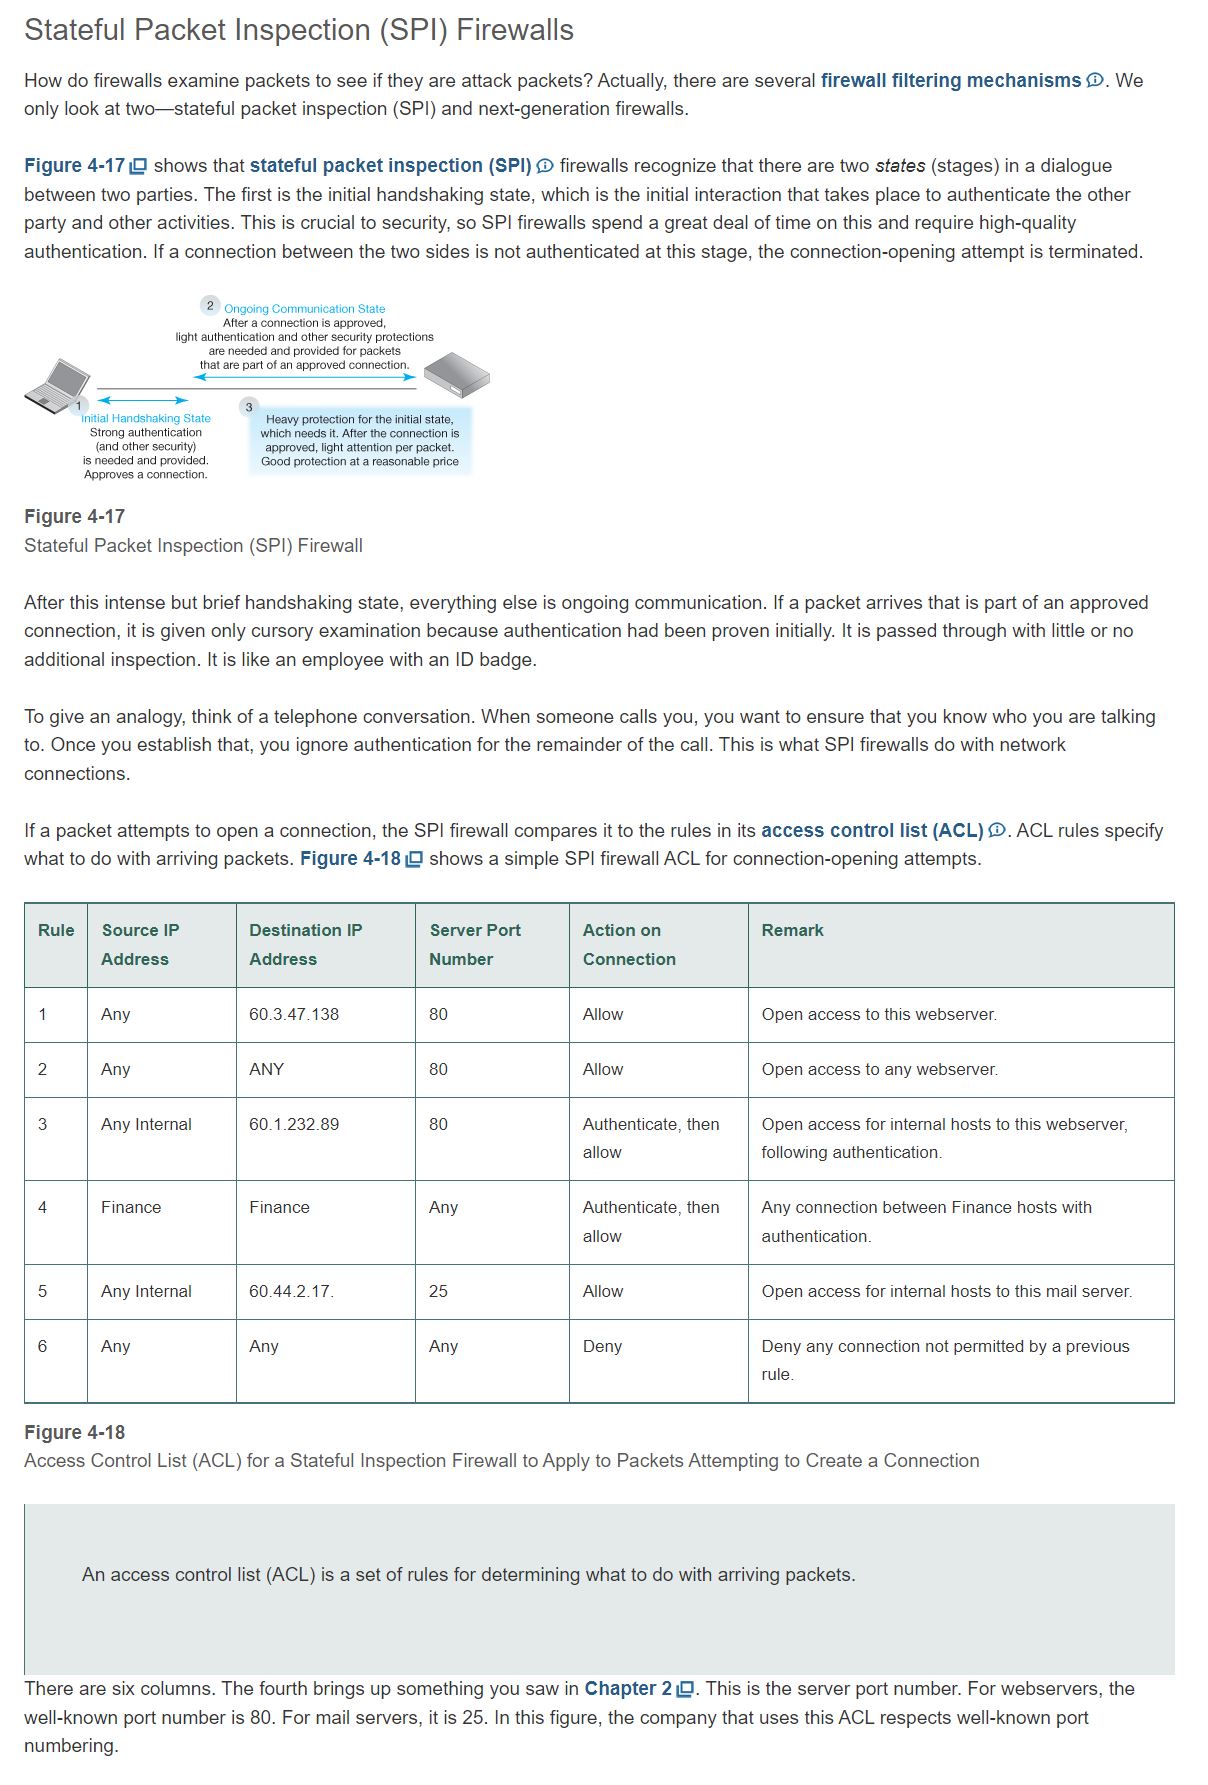 Stateful Packet Inspection (SPI) Firewalls
How do firewalls examine packets to see if they are attack packets? Actually, there are several firewall filtering mechanisms. We
only look at two—stateful packet inspection (SPI) and next-generation firewalls.
Figure 4-17 shows that stateful packet inspection (SPI) firewalls recognize that there are two states (stages) in a dialogue
between two parties. The first is the initial handshaking state, which is the initial interaction that takes place to authenticate the other
party and other activities. This is crucial to security, so SPI firewalls spend a great deal of time on this and require high-quality
authentication. If a connection between the two sides is not authenticated at this stage, the connection-opening attempt is terminated.
2 Ongoing Communication State
After a connection is approved,
light authentication and other security protections
are needed and provided for packets
that are part of an approved connection.
1
Initial Handshaking State
Strong authentication
(and other security)
is needed and provided.
Approves a connection.
3
Heavy protection for the initial state,
which needs it. After the connection is
approved, light attention per packet.
Good protection at a reasonable price
Figure 4-17
Stateful Packet Inspection (SPI) Firewall
After this intense but brief handshaking state, everything else is ongoing communication. If a packet arrives that is part of an approved
connection, it is given only cursory examination because authentication had been proven initially. It is passed through with little or no
additional inspection. It is like an employee with an ID badge.
To give an analogy, think of a telephone conversation. When someone calls you, you want to ensure that you know who you are talking
to. Once you establish that, you ignore authentication for the remainder of the call. This is what SPI firewalls do with network
connections.
If a packet attempts to open a connection, the SPI firewall compares it to the rules in its access control list (ACL). ACL rules specify
what to do with arriving packets. Figure 4-18 shows a simple SPI firewall ACL for connection-opening attempts.
Rule Source IP Address Destination IP Address Server Port Number Action on Connection Remark
1 Any 60.3.47.138 80 Allow Open access to this webserver.
2 Any ANY 80 Allow Open access to any webserver.
3 Any Internal 60.1.232.89 80 Authenticate, then allow Open access for internal hosts to this webserver, following authentication.
4 Finance Finance Any Authenticate, then allow Any connection between Finance hosts with authentication.
5 Any Internal 60.44.2.17. 25 Allow Open access for internal hosts to this mail server.
6 Any Any Any Deny Deny any connection not permitted by a previous rule.
Figure 4-18
Access Control List (ACL) for a Stateful Inspection Firewall to Apply to Packets Attempting to Create a Connection
An access control list (ACL) is a set of rules for determining what to do with arriving packets.
There are six columns. The fourth brings up something you saw in Chapter 2. This is the server port number. For webservers, the
well-known port number is 80. For mail servers, it is 25. In this figure, the company that uses this ACL respects well-known port
numbering.